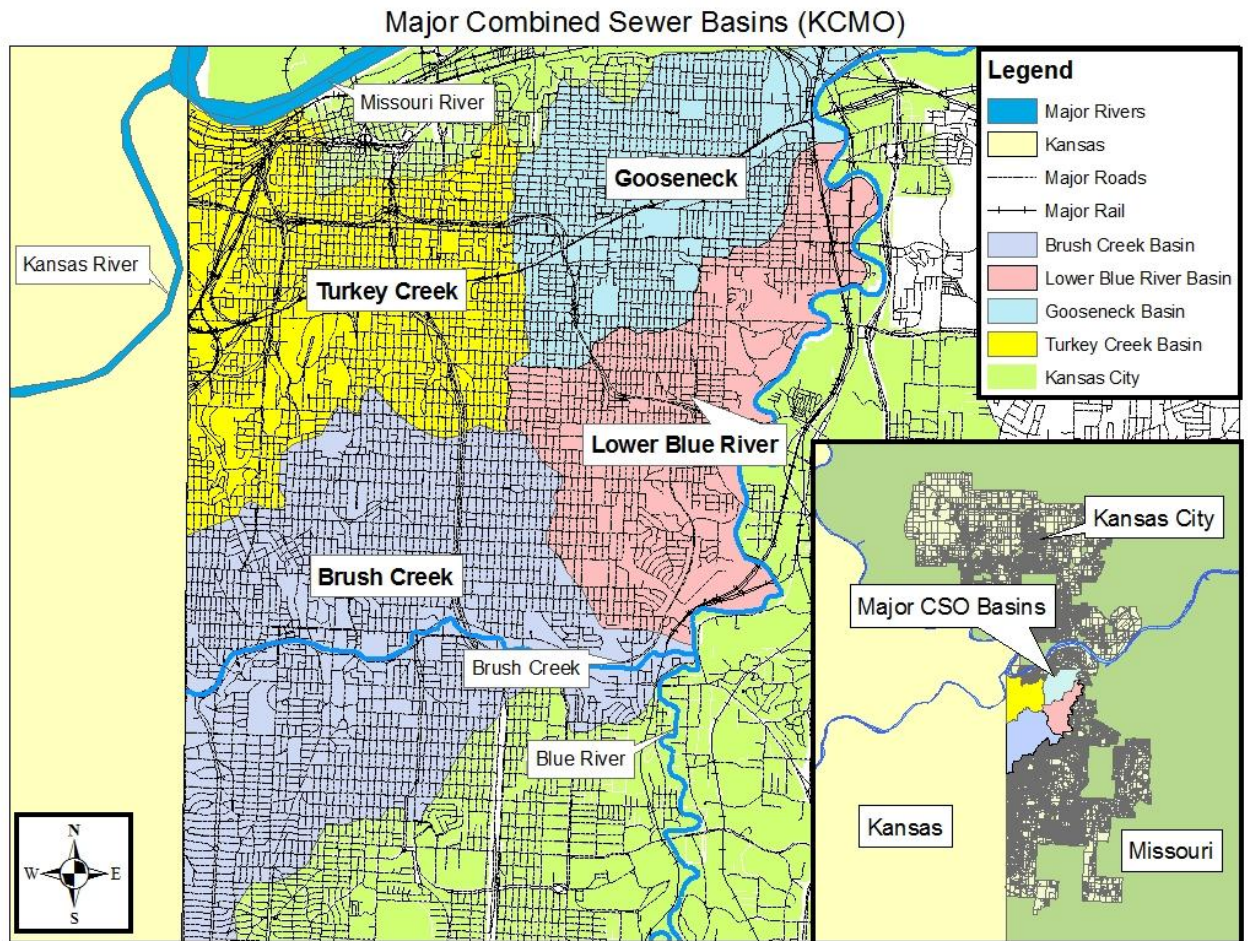 Major Combined Sewer Basins (KCMO)
Missouri River
Gooseneck
Kansas River
Turkey Creek
Lower Blue River
Brush Creek
Brush Creek
Blue River
N
W
E
S
Legend
Major Rivers
Kansas
Major Roads
Major Rail
Brush Creek Basin
Lower Blue River Basin
Gooseneck Basin
Turkey Creek Basin
Kansas City
Kansas City
Major CSO Basins
Kansas
Missouri